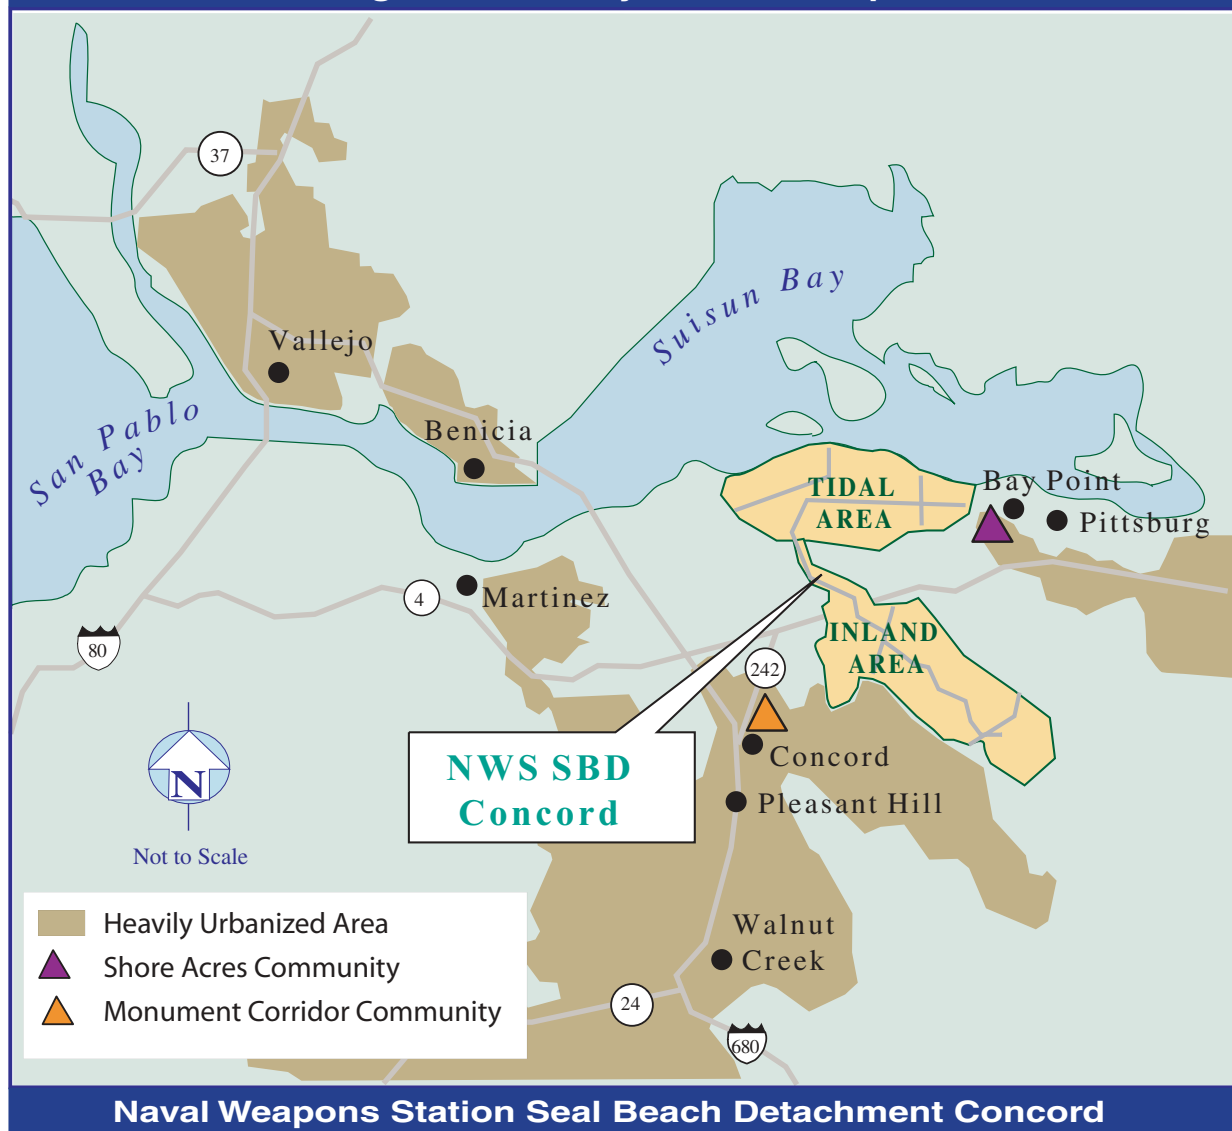 37
Suisun Bay
Vallejo
San Pablo
Bay
Benicia
TIDAL
AREA
Bay Point
Pittsburg
4
Martinez
80
INLAND
AREA
242
NWS SBD
Concord
Concord
N
Pleasant Hill
Not to Scale
Heavily Urbanized Area
Walnut
Creek
Shore Acres Community
Monument Corridor Community
24
680
Naval Weapons Station Seal Beach Detachment Concord